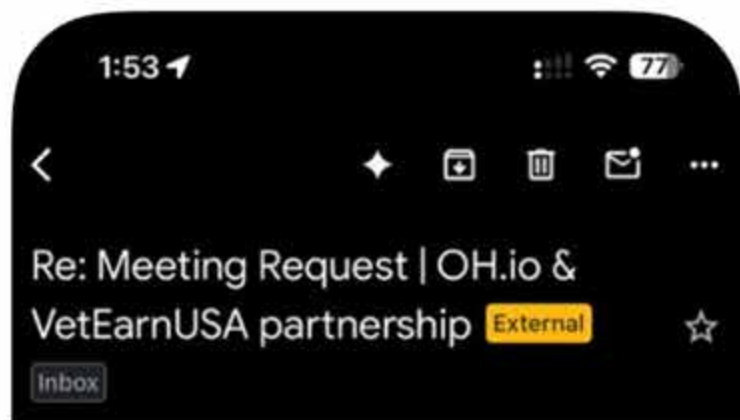 1:53
77
Re: Meeting Request | OH.io &
VetEarnUSA partnership External
Inbox